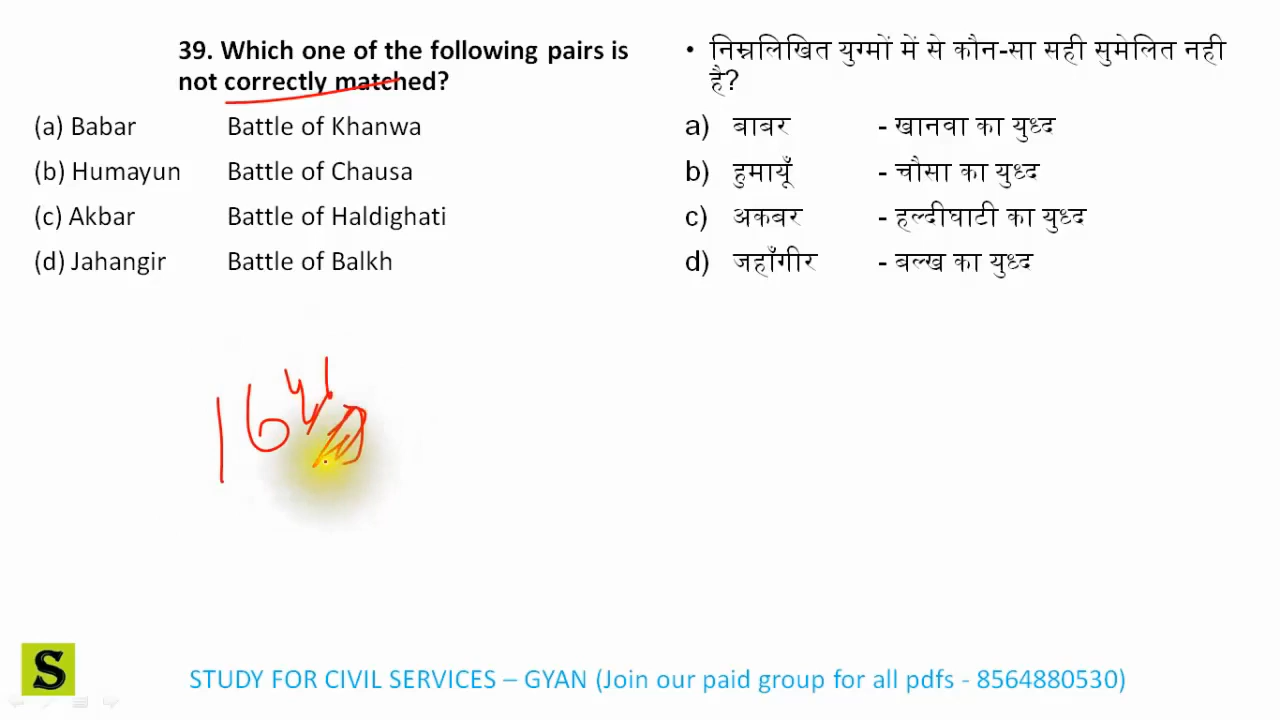 39. Which one of the following pairs is
not correctly matched?
(a) Babar Battle of Khanwa
(b) Humayun Battle of Chausa
(c) Akbar Battle of Haldighati
(d) Jahangir Battle of Balkh
• निम्नलिखित युग्मों में से कौन-सा सही सुमेलित नही
है?
a) बाबर - खानवा का युध्द
b) हुमायूँ - चौसा का युध्द
c) अकबर - हल्दीघाटी का युध्द
d) जहाँगीर - बल्ख का युध्द
S
STUDY FOR CIVIL SERVICES – GYAN (Join our paid group for all pdfs - 8564880530)